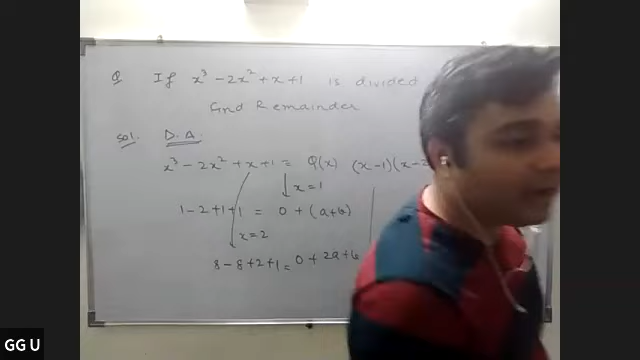 Q If x³ - 2x² + x + 1 is divided
find Remainder
Sol. D.A.
x³ - 2x² + x + 1 = Q(x) (x-1)(x-2
x = 1
1 - 2 + 1 + 1 = 0 + (a+b)
x = 2
8 - 8 + 2 + 1 = 0 + 2a + b
GG U